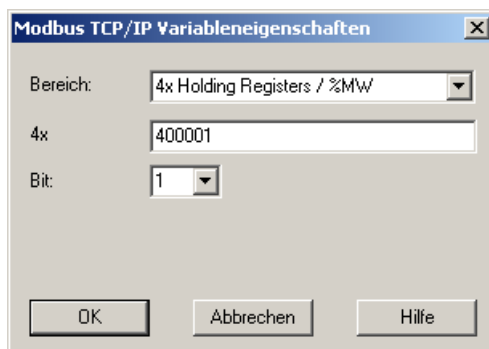 Modbus TCP/IP Variableneigenschaften
Bereich: 4x Holding Registers / %MW
4x 400001
Bit: 1
OK Abbrechen Hilfe